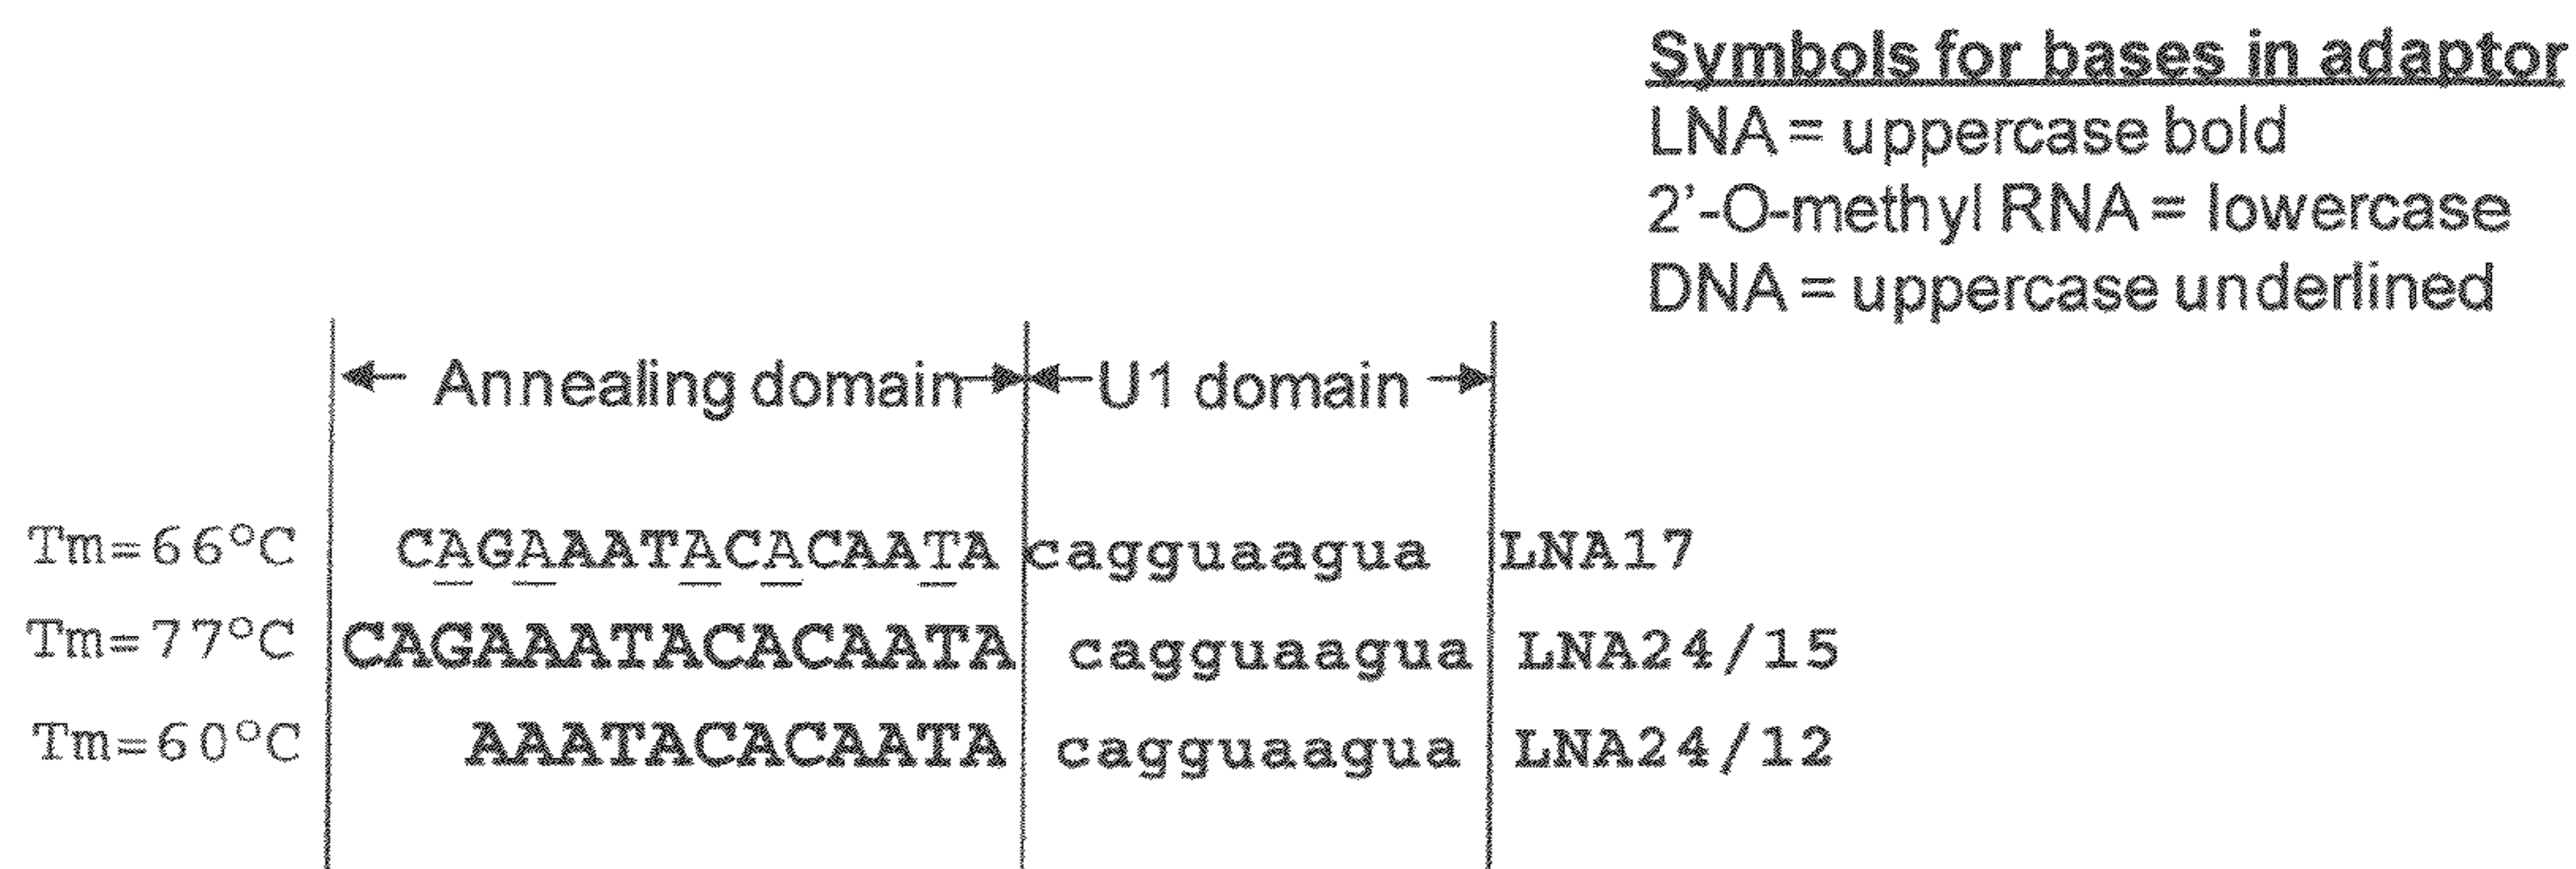 Symbols for bases in adaptor
LNA = uppercase bold
2'-O-methyl RNA = lowercase
DNA = uppercase underlined
Annealing domain U1 domain
Tm=66°C CAGAAATACACAATA cagguaagua LNA17
Tm=77°C CAGAAATACACAATA cagguaagua LNA24/15
Tm=60°C AAATACACAATA cagguaagua LNA24/12